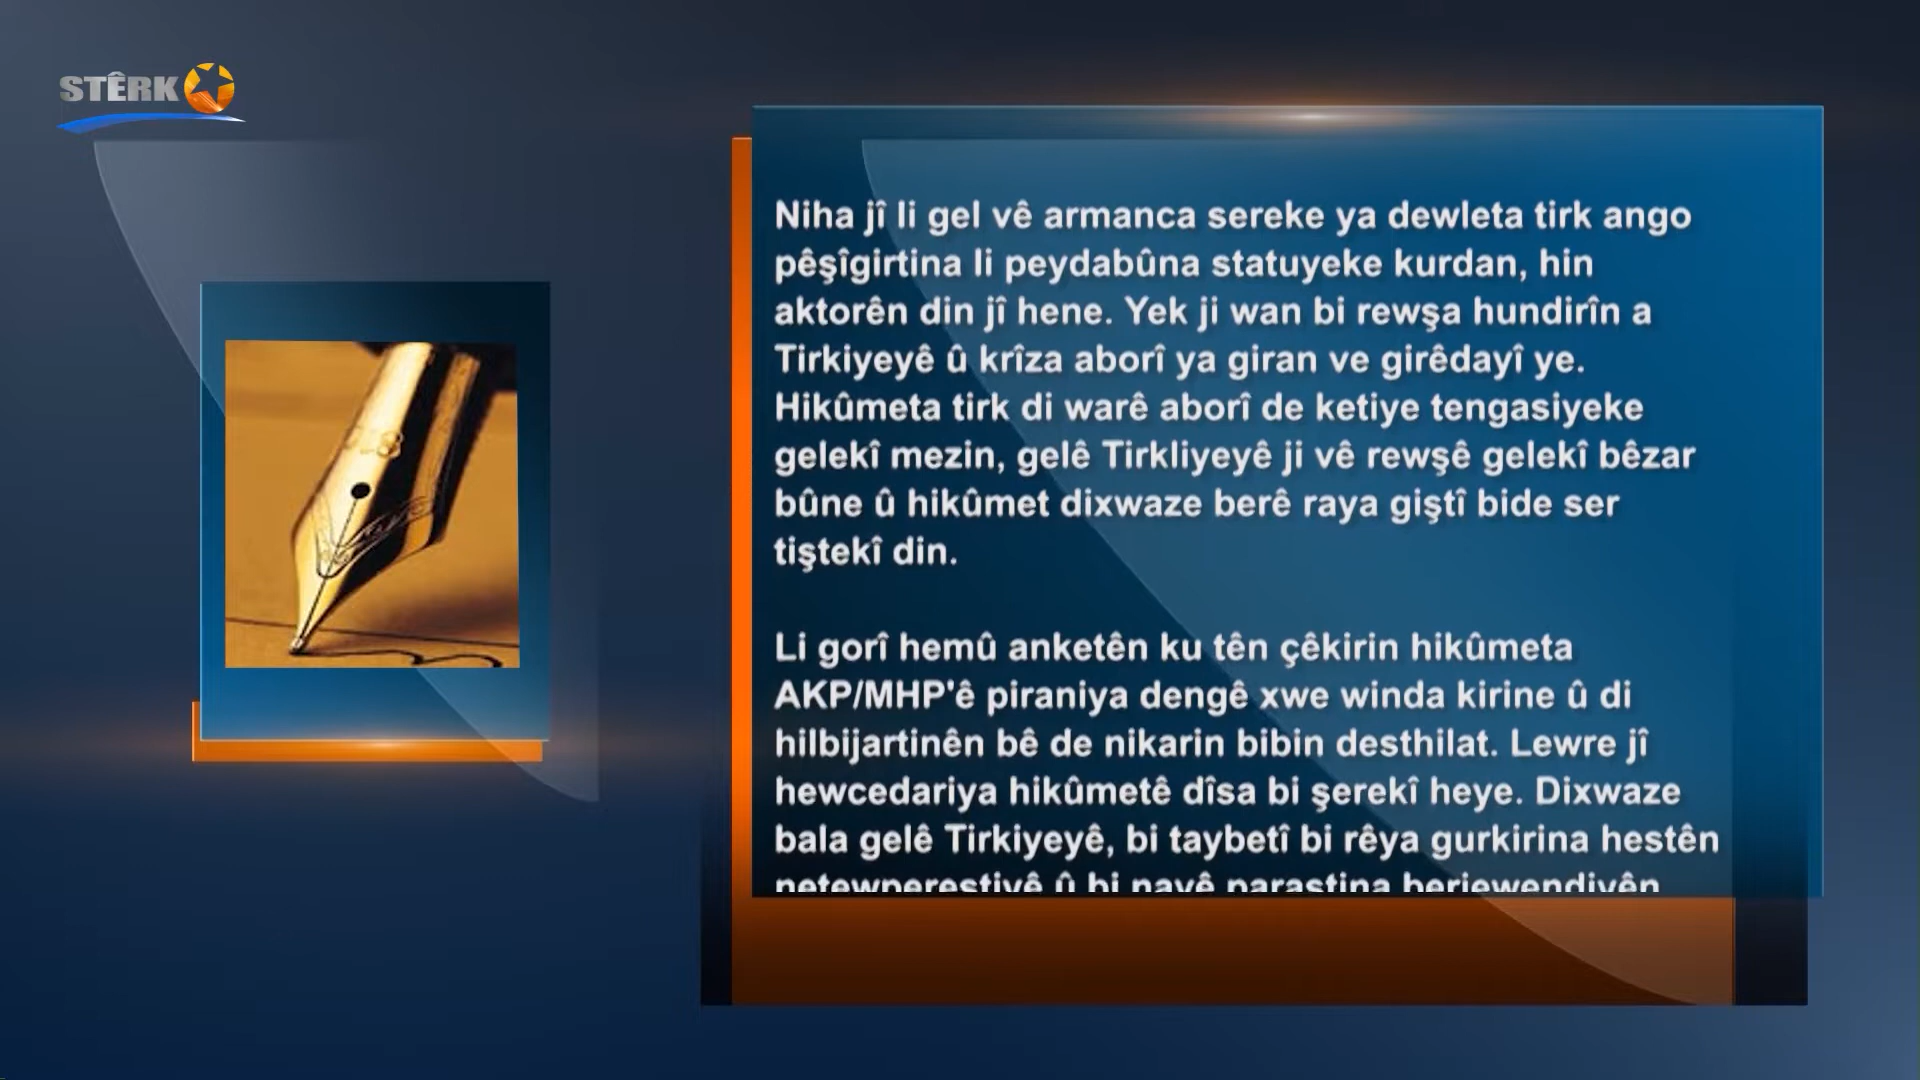 STÊRK
Niha jî li gel vê armanca sereke ya dewleta tirk ango
pêşîgirtina li peydabûna statuyeke kurdan, hin
aktorên din jî hene. Yek ji wan bi rewşa hundirîn a
Tirkiyeyê û krîza aborî ya giran ve girêdayî ye.
Hikûmeta tirk di warê aborî de ketiye tengasiyeke
gelekî mezin, gelê Tirkliyeyê ji vê rewşê gelekî bêzar
bûne û hikûmet dixwaze berê raya giştî bide ser
tiştekî din.
Li gorî hemû anketên ku tên çêkirin hikûmeta
AKP/MHP'ê piraniya dengê xwe winda kirine û di
hilbijartinên bê de nikarin bibin desthilat. Lewre jî
hewcedariya hikûmetê dîsa bi şerekî heye. Dixwaze
bala gelê Tirkiyeyê, bi taybetî bi rêya gurkirina hestên
netewperestiyê û bi navê parastina berjewendiyên